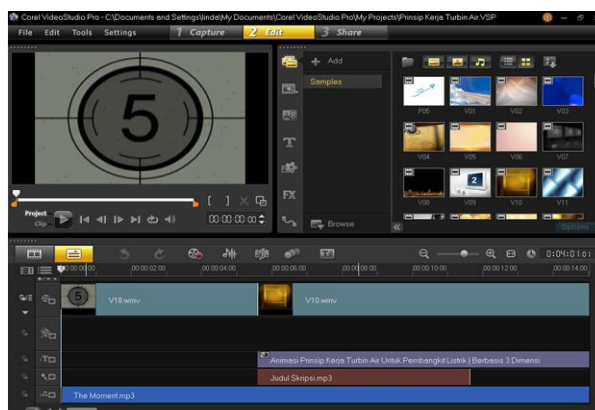 Corel VideoStudio Pro - C:\Documents and Settings\linda\My Documents\Corel VideoStudio Pro\My Projects\Prinsip Kerja Turbin Air.VSP
File Edit Tools Settings 1 Capture 2 Edit 3 Share
Add
Samples
5
F05 V01 V02 V03
V04 V05 V06 V07
2
V08 V09 V10 V11
Project
Clip
00:00:00:00
FX
Browse
Options
0:04:01:01
00:00:00:00 00:00:02:00 00:00:04:00 00:00:06:00 00:00:08:00 00:00:10:00 00:00:12:00 00:00:14:00
5 V18.wmv V10.wmv
Animasi Prinsip Kerja Turbin Air Untuk Pembangkit Listrik | Berbasis 3 Dimensi
Judul Skripsi.mp3
The Moment.mp3